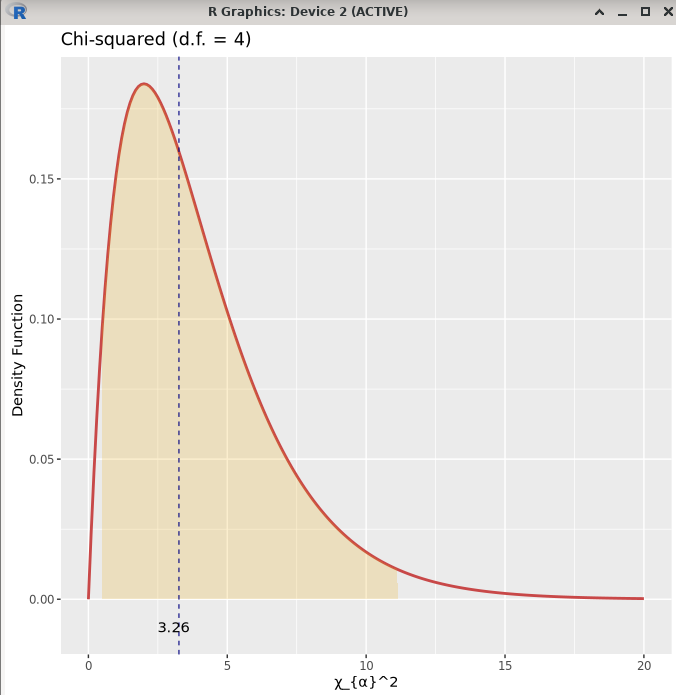 R Graphics: Device 2 (ACTIVE)
Chi-squared (d.f. = 4)
Density Function
0.15
0.10
0.05
0.00
3.26
0 5 10 15 20
χ_{α}^2